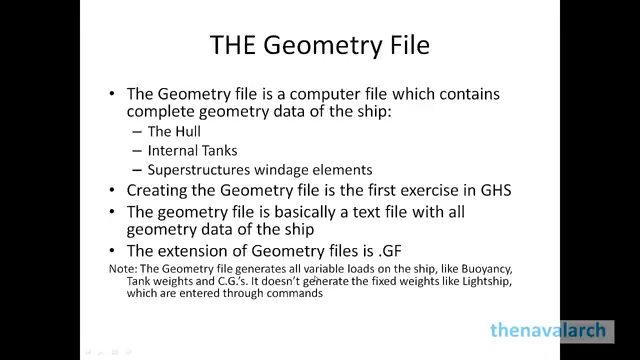 THE Geometry File
• The Geometry file is a computer file which contains
complete geometry data of the ship:
– The Hull
– Internal Tanks
– Superstructures windage elements
• Creating the Geometry file is the first exercise in GHS
• The geometry file is basically a text file with all
geometry data of the ship
• The extension of Geometry files is .GF
Note: The Geometry file generates all variable loads on the ship, like Buoyancy,
Tank weights and C.G.'s. It doesn't generate the fixed weights like Lightship,
which are entered through commands
thenavalarch